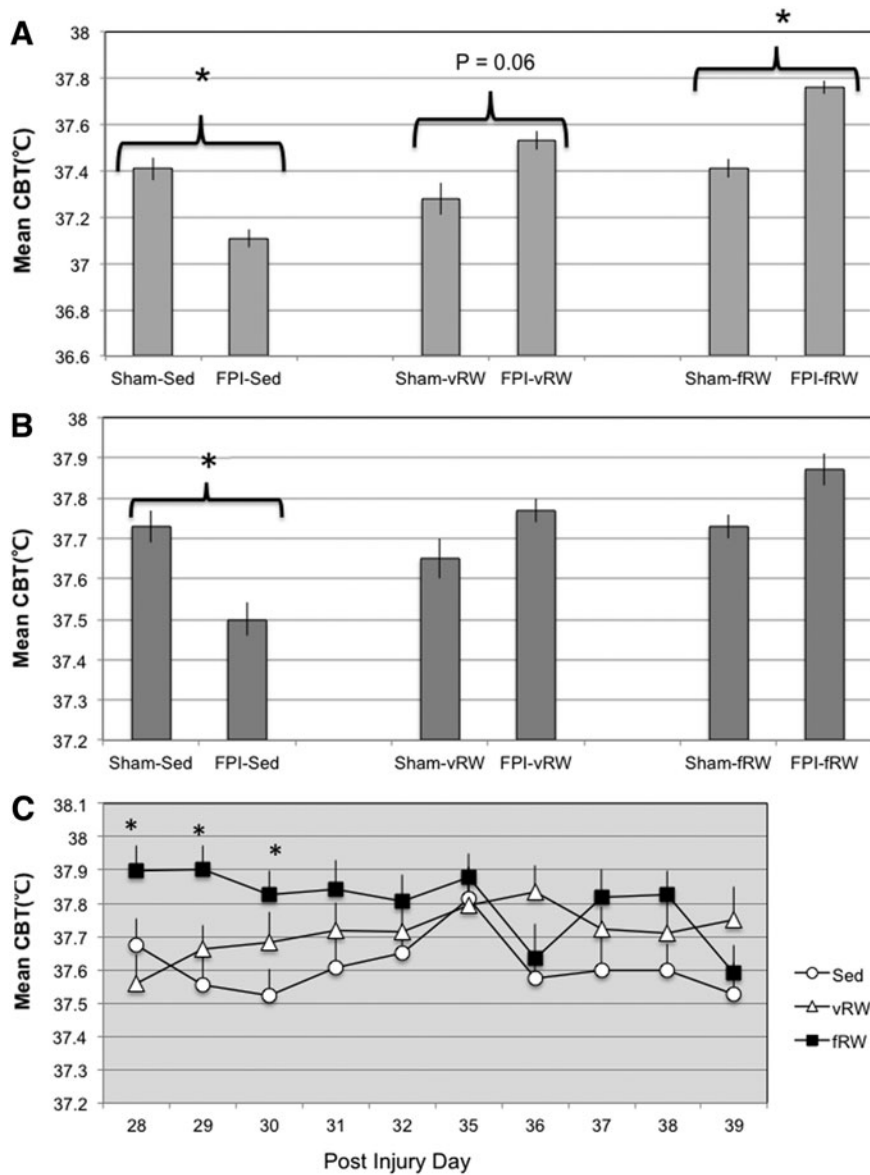 A
Mean CBT(°C)
38
37.8
37.6
37.4
37.2
37
36.8
36.6
*
P = 0.06
*
Sham-Sed FPI-Sed Sham-vRW FPI-vRW Sham-fRW FPI-fRW
B
Mean CBT(°C)
38
37.9
37.8
37.7
37.6
37.5
37.4
37.3
37.2
*
Sham-Sed FPI-Sed Sham-vRW FPI-vRW Sham-fRW FPI-fRW
C
Mean CBT(°C)
38.1
38
37.9
37.8
37.7
37.6
37.5
37.4
37.3
37.2
* * *
28 29 30 31 32 35 36 37 38 39
Post Injury Day
Sed
vRW
fRW